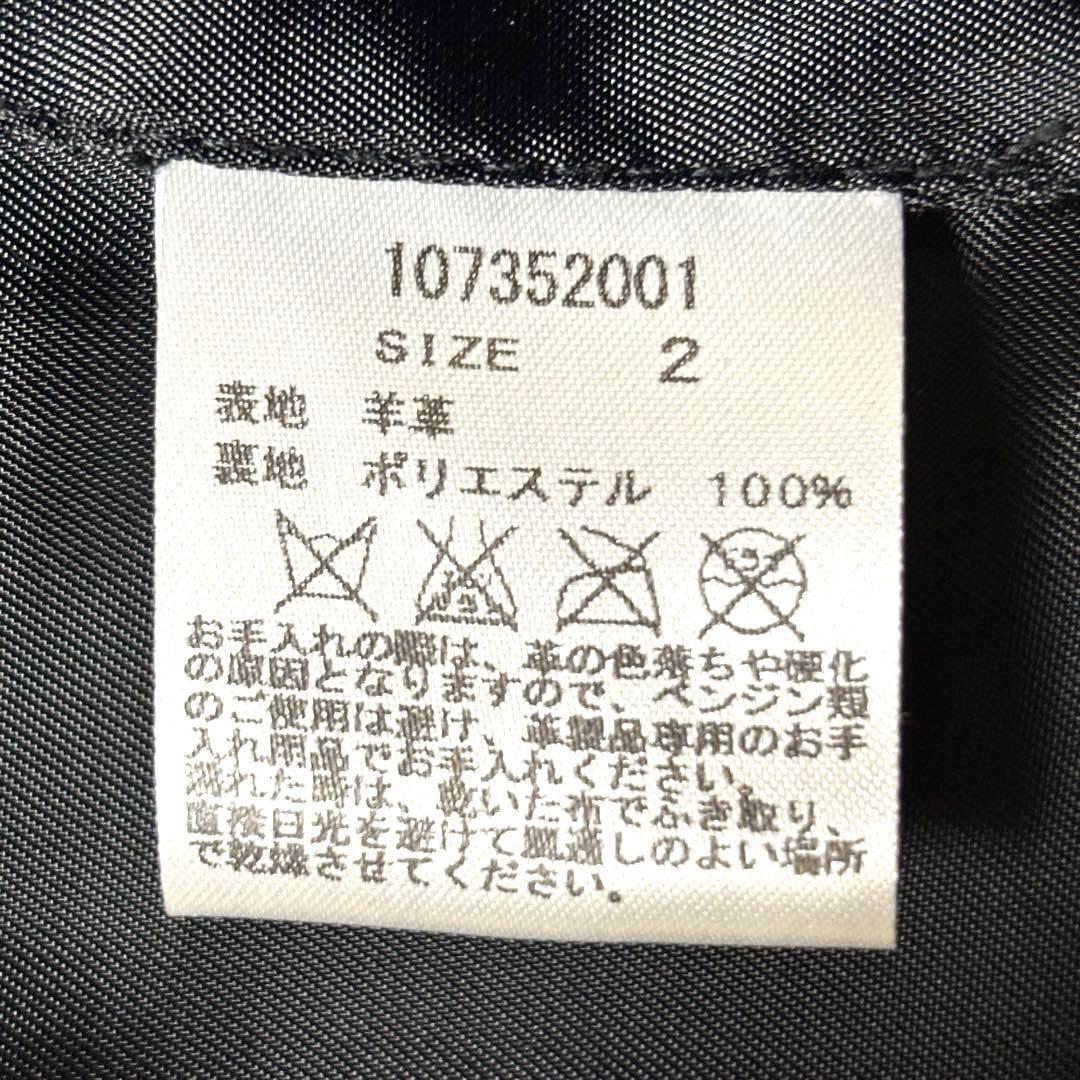 107352001
SIZE 2
表地 羊革
裏地 ポリエステル 100%
お手入れの際は、革の色落ちや硬化
の原因となりますので、ベンジン類
のご使用は避け、革製品専用のお手
入れ用品でお手入れください。
濡れた時は、乾いた布でふき取り、
直接日光を避けて風通しのよい場所
で乾燥させてください。